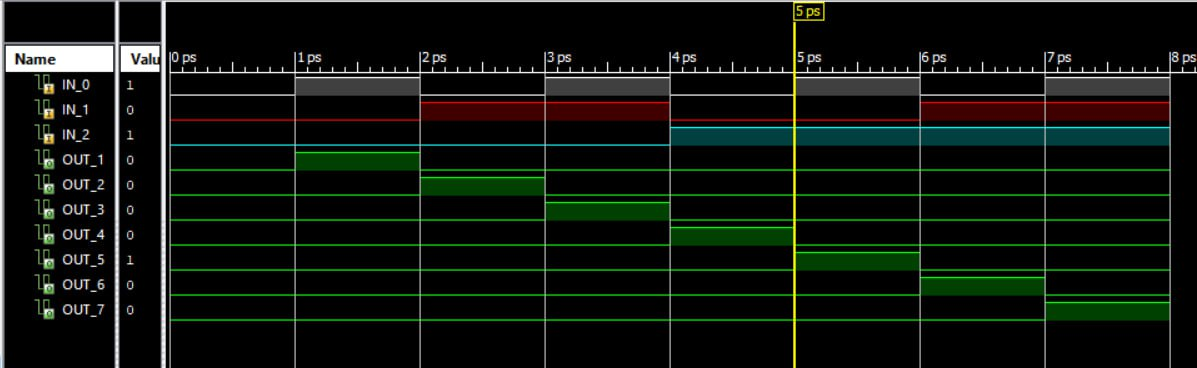 5 ps
Name Valu 0 ps 1 ps 2 ps 3 ps 4 ps 5 ps 6 ps 7 ps 8 ps
IN_0 1
IN_1 0
IN_2 1
OUT_1 0
OUT_2 0
OUT_3 0
OUT_4 0
OUT_5 1
OUT_6 0
OUT_7 0